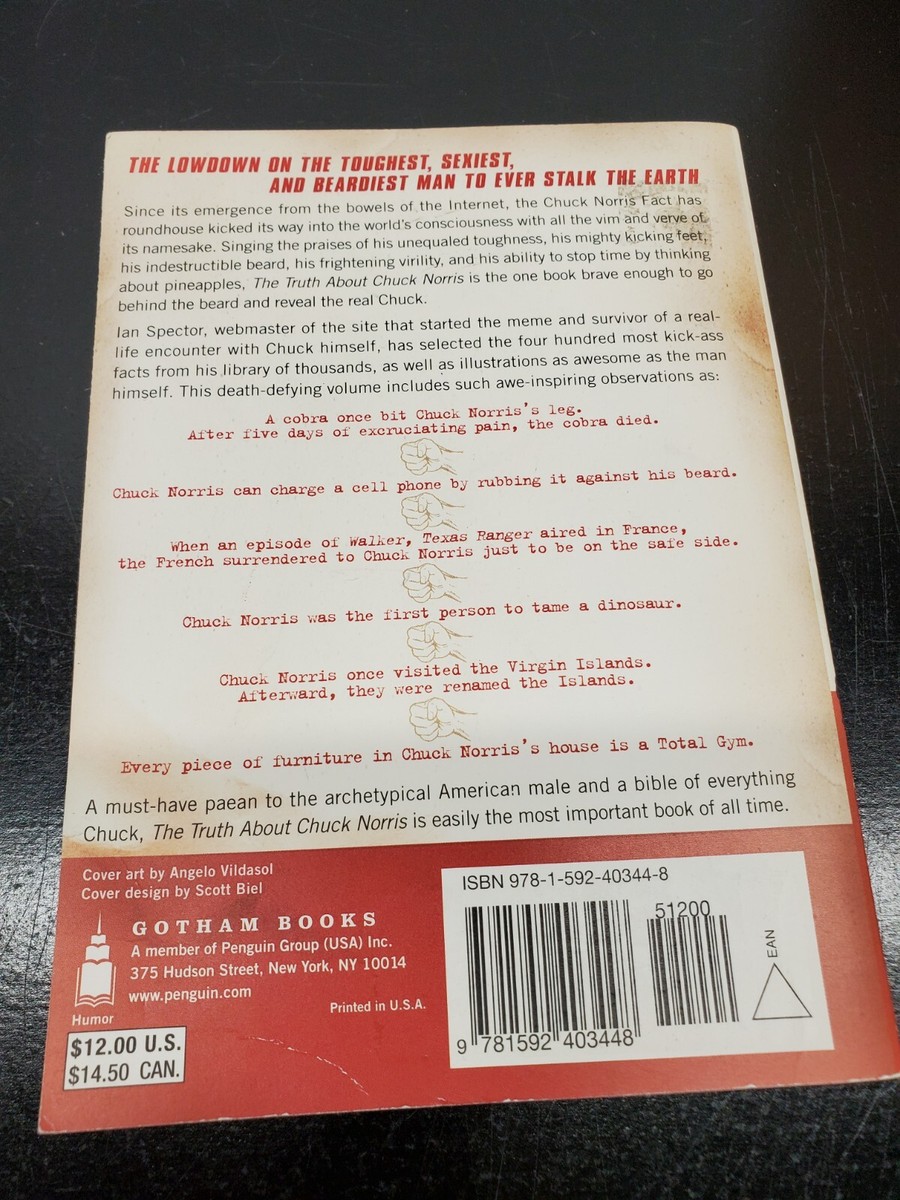 THE LOWDOWN ON THE TOUGHEST, SEXIEST,
AND BEARDIEST MAN TO EVER STALK THE EARTH
Since its emergence from the bowels of the Internet, the Chuck Norris Fact has
roundhouse kicked its way into the world's consciousness with all the vim and verve of
its namesake. Singing the praises of his unequaled toughness, his mighty kicking feet,
his indestructible beard, his frightening virility, and his ability to stop time by thinking
about pineapples, The Truth About Chuck Norris is the one book brave enough to go
behind the beard and reveal the real Chuck.
Ian Spector, webmaster of the site that started the meme and survivor of a real-
life encounter with Chuck himself, has selected the four hundred most kick-ass
facts from his library of thousands, as well as illustrations as awesome as the man
himself. This death-defying volume includes such awe-inspiring observations as:
A cobra once bit Chuck Norris's leg.
After five days of excruciating pain, the cobra died.
Chuck Norris can charge a cell phone by rubbing it against his beard.
When an episode of Walker, Texas Ranger aired in France,
the French surrendered to Chuck Norris just to be on the safe side.
Chuck Norris was the first person to tame a dinosaur.
Chuck Norris once visited the Virgin Islands.
Afterward, they were renamed the Islands.
Every piece of furniture in Chuck Norris's house is a Total Gym.
A must-have paean to the archetypical American male and a bible of everything
Chuck, The Truth About Chuck Norris is easily the most important book of all time.
Cover art by Angelo Vildasol
Cover design by Scott Biel
GOTHAM BOOKS
A member of Penguin Group (USA) Inc.
375 Hudson Street, New York, NY 10014
www.penguin.com
Printed in U.S.A.
Humor
$12.00 U.S.
$14.50 CAN.
ISBN 978-1-592-40344-8
51200
EAN
9 781592 403448